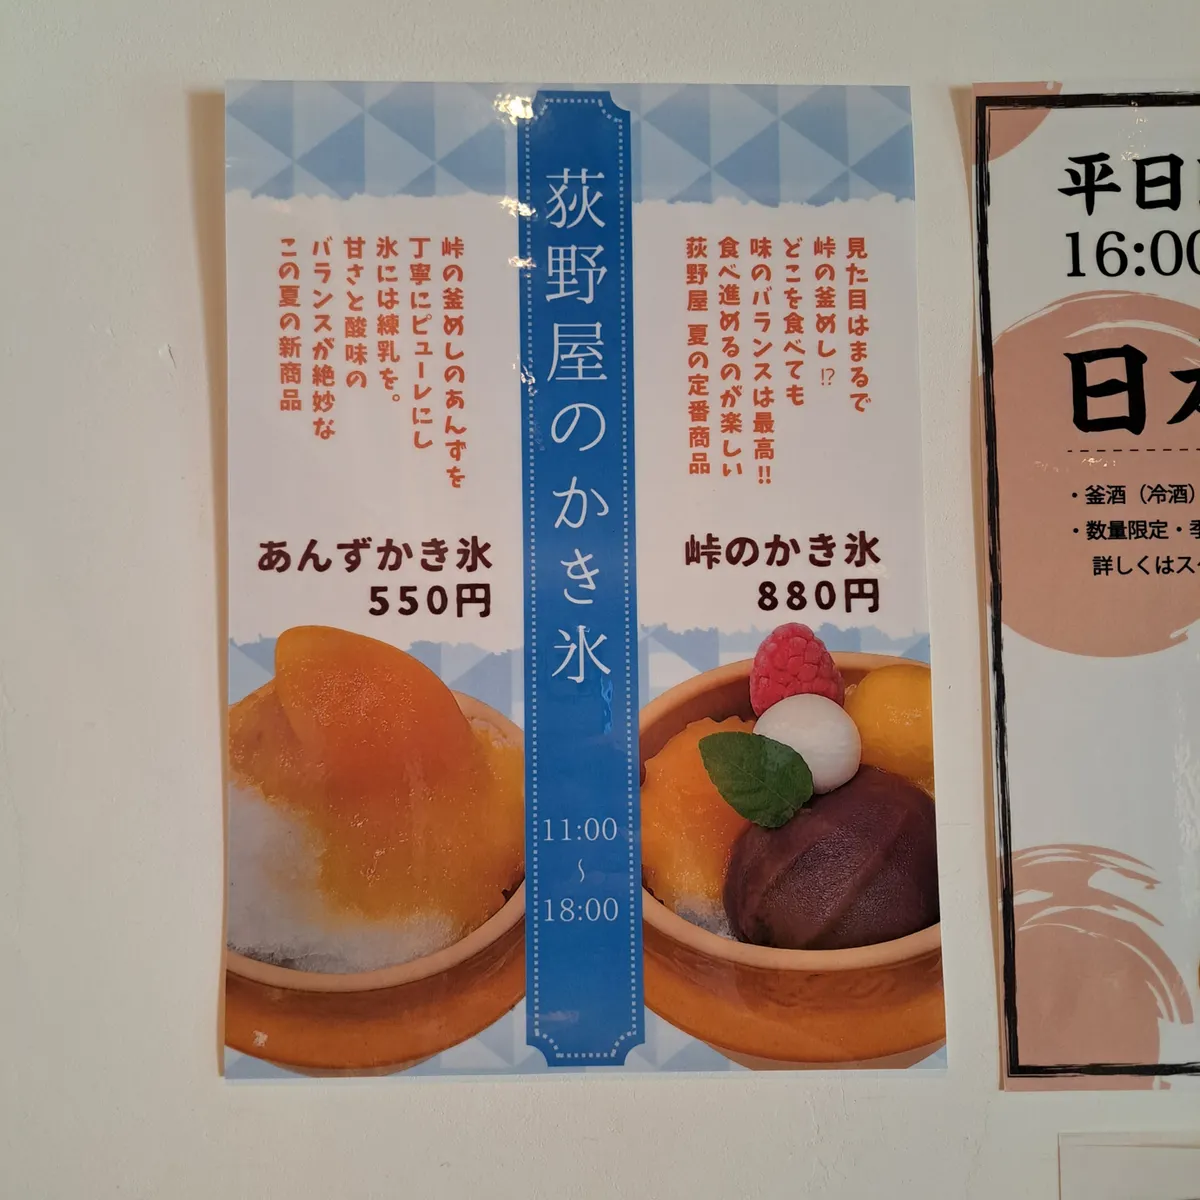 荻野屋のかき氷
11:00
～
18:00
見た目はまるで
峠の釜めし⁉
どこを食べても
味のバランスは最高‼
食べ進めるのが楽しい
荻野屋 夏の定番商品
峠のかき氷
880円
峠の釜めしのあんずを
丁寧にピューレにし
氷には練乳を。
甘さと酸味の
バランスが絶妙な
この夏の新商品
あんずかき氷
550円
平日
16:00
日
・釜酒（冷酒）
・数量限定・季
詳しくはスタ